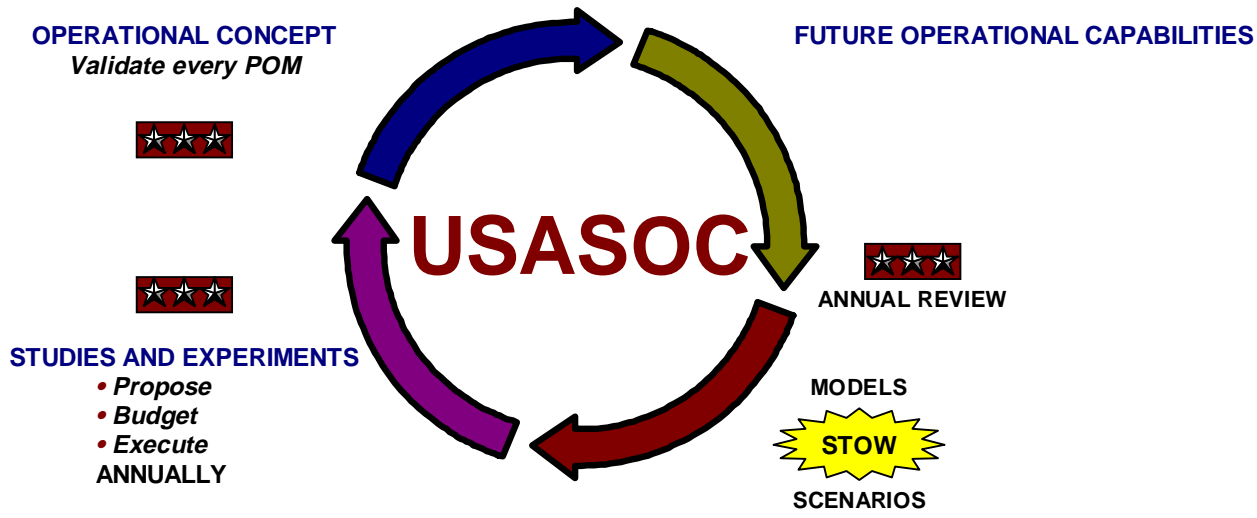 OPERATIONAL CONCEPT
Validate every POM
FUTURE OPERATIONAL CAPABILITIES
USASOC
ANNUAL REVIEW
STUDIES AND EXPERIMENTS
• Propose
• Budget
• Execute
ANNUALLY
MODELS
STOW
SCENARIOS